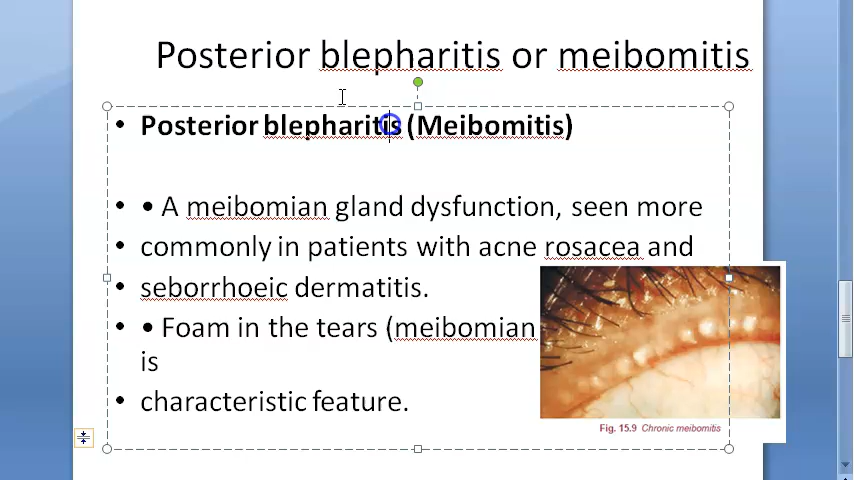 Posterior blepharitis or meibomitis
• Posterior blepharitis (Meibomitis)
• • A meibomian gland dysfunction, seen more
• commonly in patients with acne rosacea and
• seborrhoeic dermatitis.
• • Foam in the tears (meibomian
is
• characteristic feature.
Fig. 15.9 Chronic meibomitis